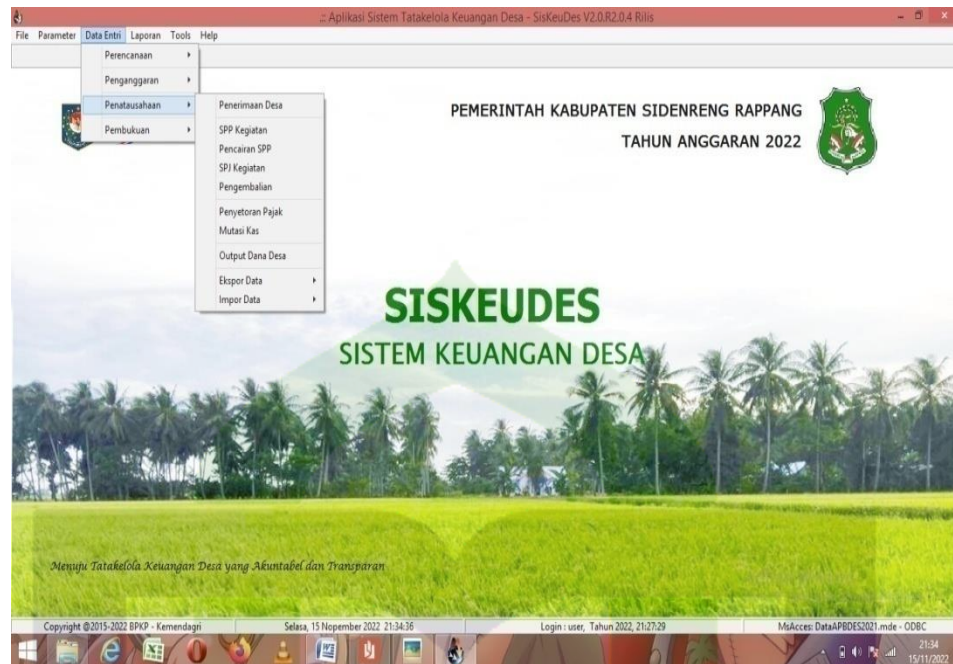 .:: Aplikasi Sistem Tatakelola Keuangan Desa - SisKeuDes V2.0.R2.0.4 Rilis
File Parameter Data Entri Laporan Tools Help
Perencanaan
Penganggaran
Penatausahaan
Pembukuan
Penerimaan Desa
SPP Kegiatan
Pencairan SPP
SPJ Kegiatan
Pengembalian
Penyetoran Pajak
Mutasi Kas
Output Dana Desa
Ekspor Data
Impor Data
PEMERINTAH KABUPATEN SIDENRENG RAPPANG
TAHUN ANGGARAN 2022
SISKEUDES
SISTEM KEUANGAN DESA
Menuju Tatakelola Keuangan Desa yang Akuntabel dan Transparan
Copyright @2015-2022 BPKP - Kemendagri Selasa, 15 Nopember 2022 21:34:36 Login : user, Tahun 2022, 21:27:29 MsAcces: DataAPBDES2021.mde - ODBC
21:34
15/11/2022